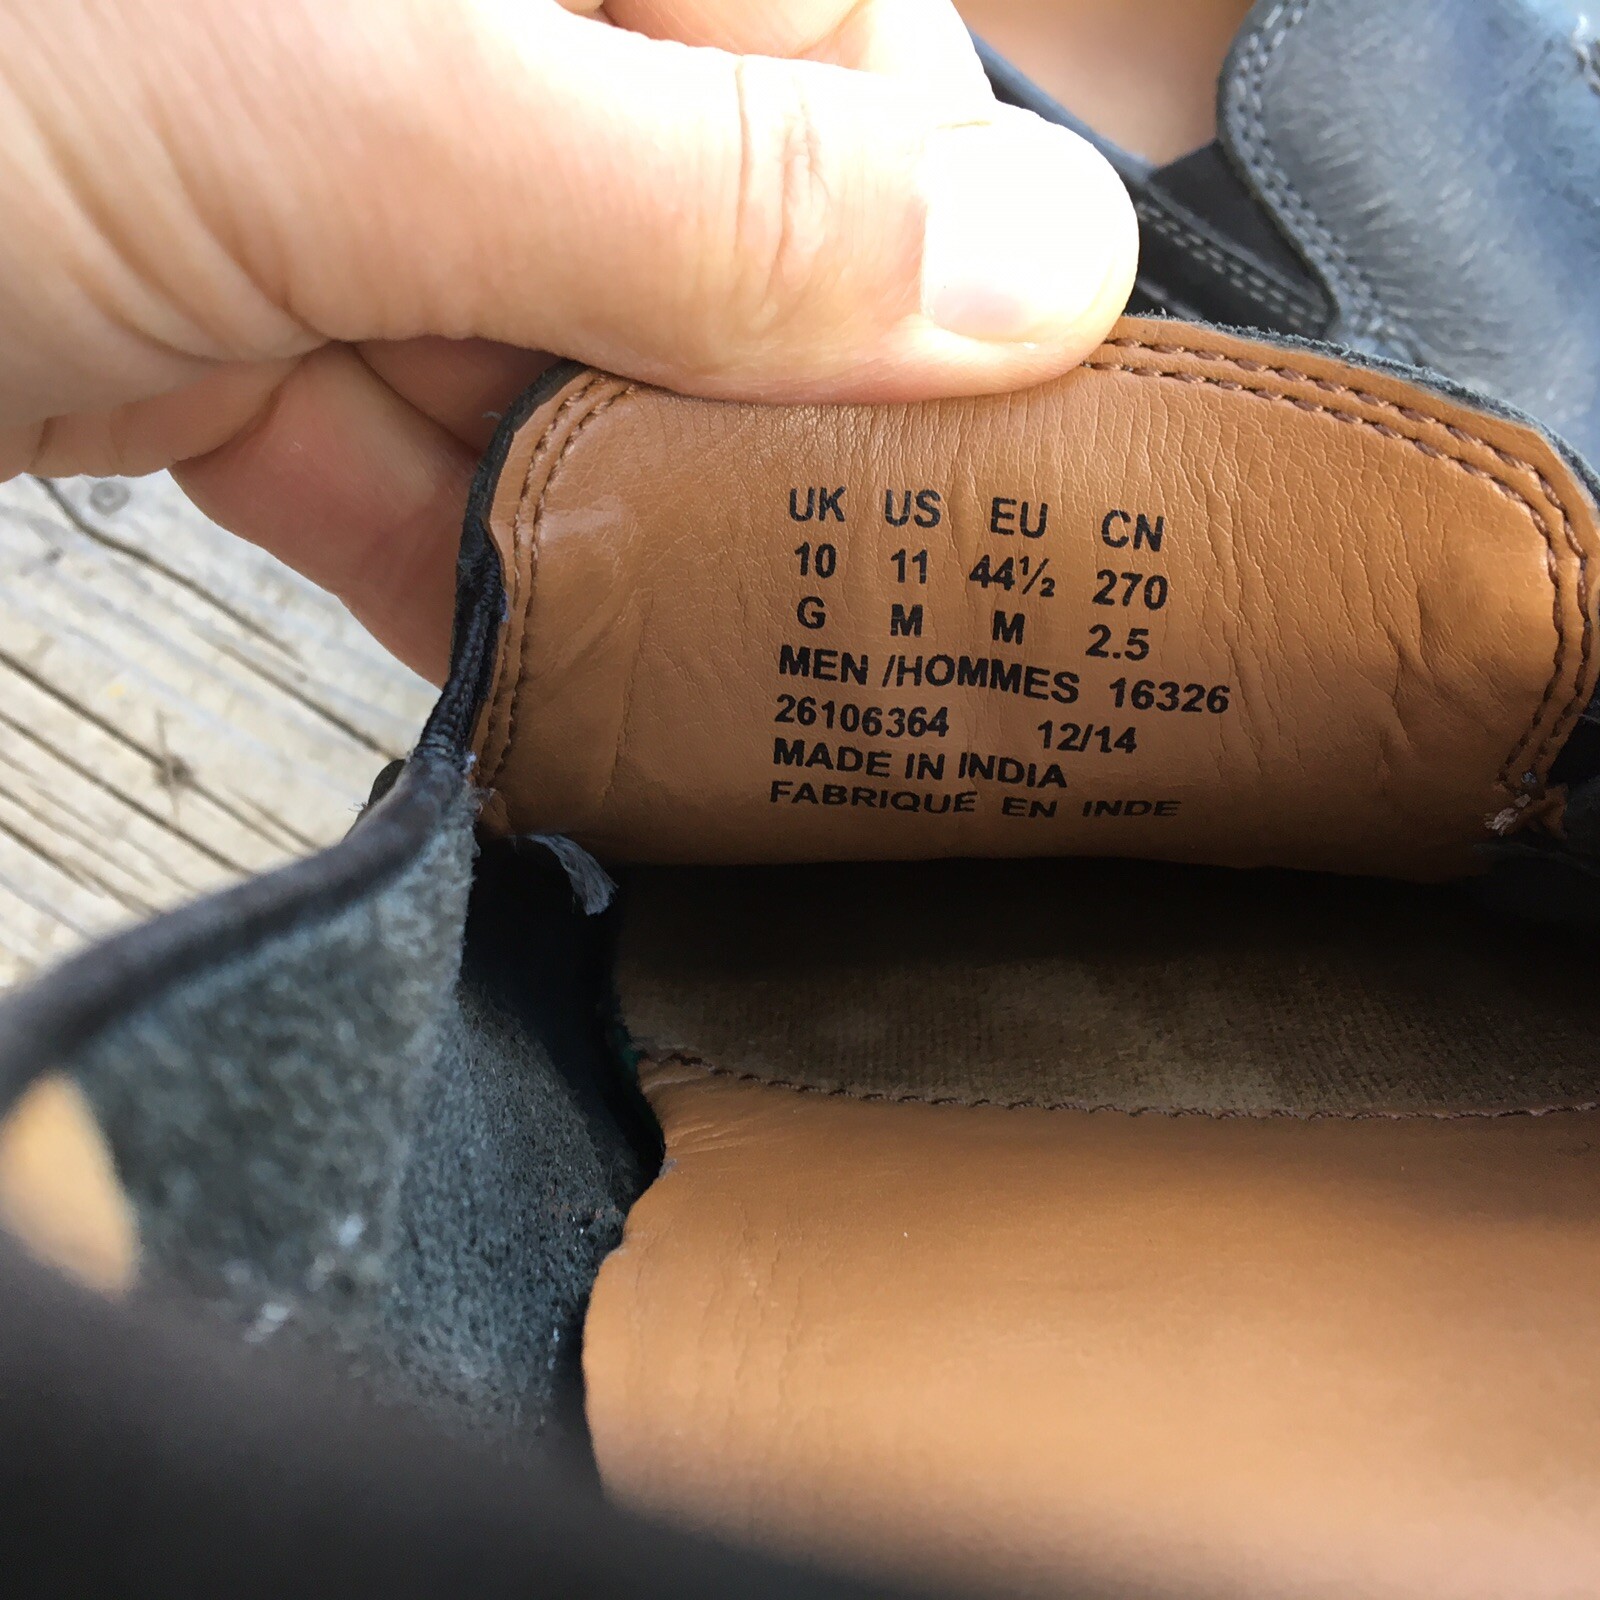 UK US EU CN
10 11 44½ 270
G M M 2.5
MEN /HOMMES 16326
26106364 12/14
MADE IN INDIA
FABRIQUÉ EN INDE